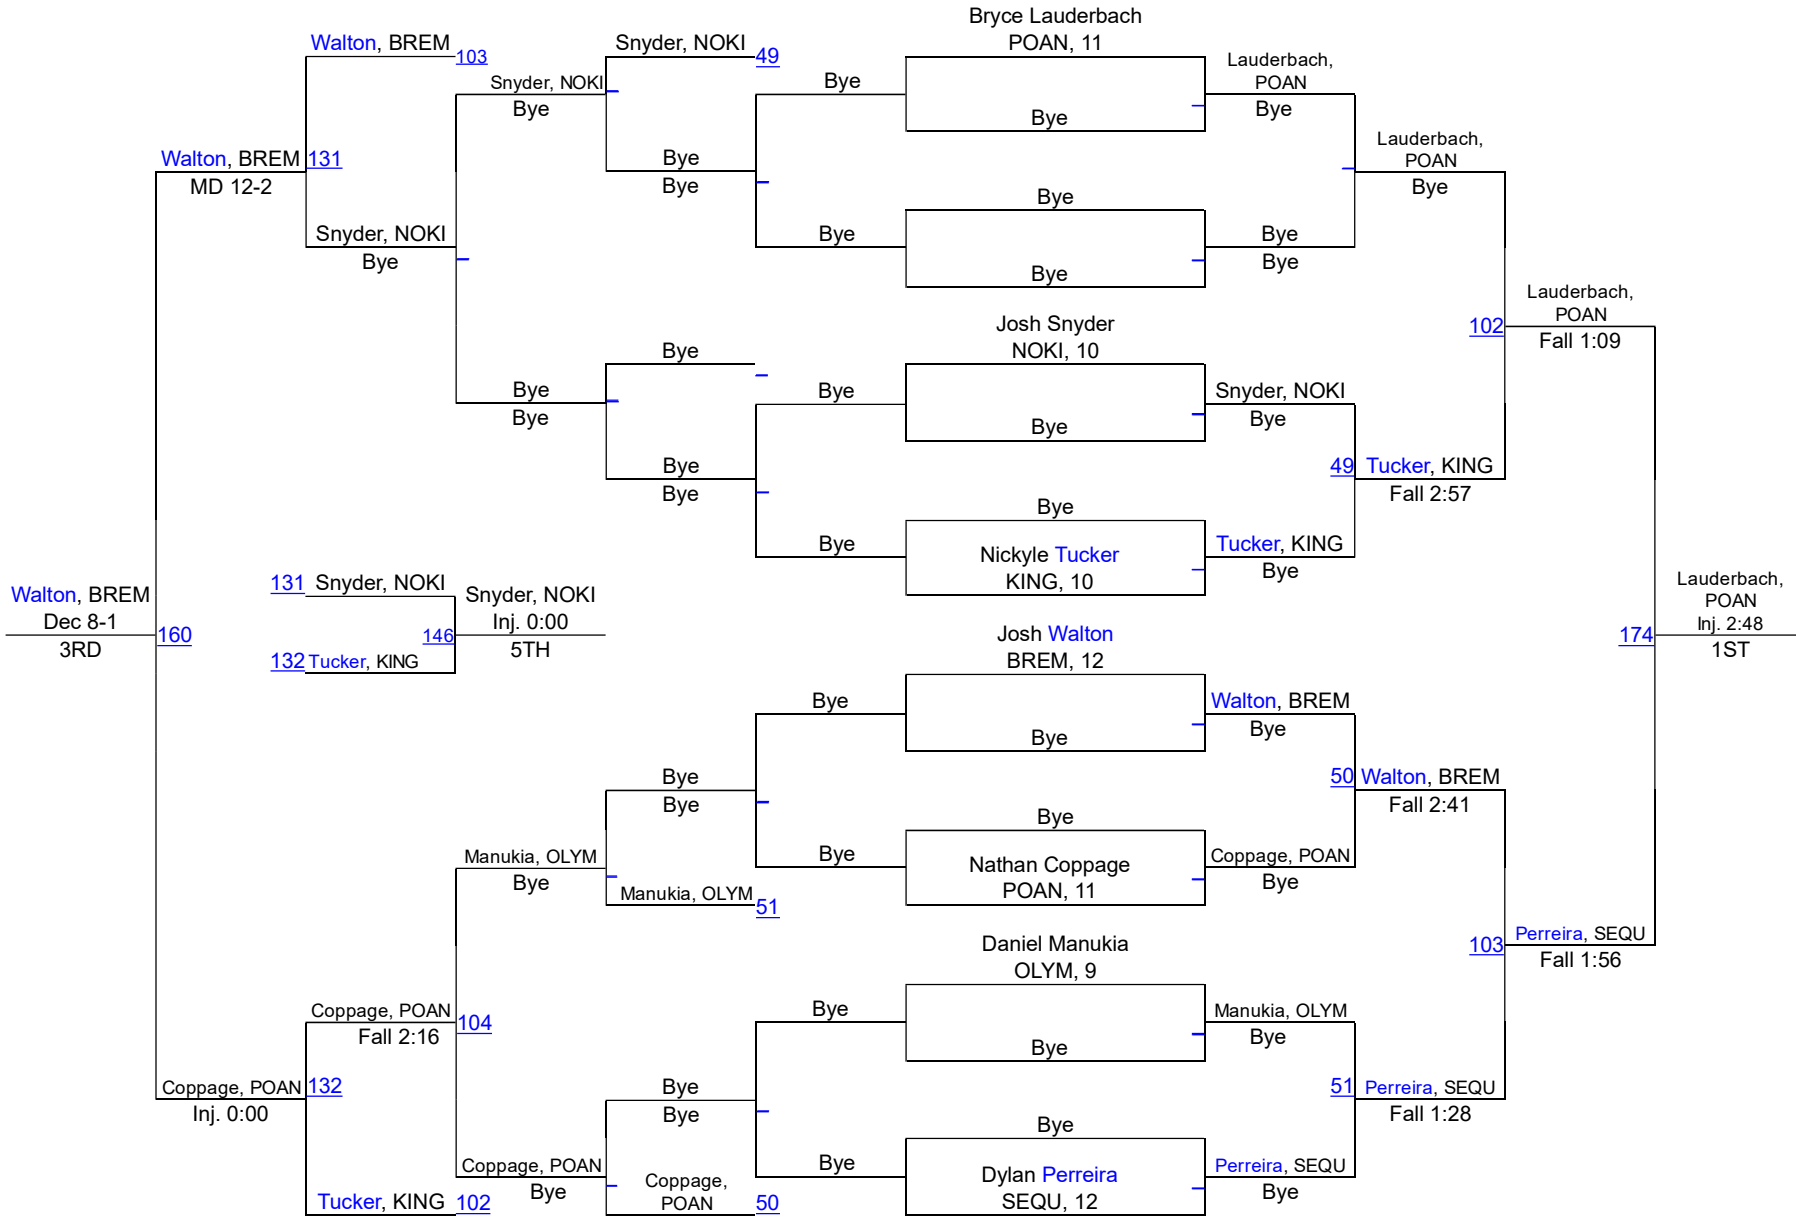 Bryce Lauderbach
POAN, 11
Walton, BREM
103
Snyder, NOKI
49
Lauderbach,
POAN
Snyder, NOKI
Bye
Bye
Bye
Bye
Lauderbach,
POAN
Bye
Walton, BREM
131
MD 12-2
Bye
Bye
Bye
Snyder, NOKI
Bye
Bye
Bye
Bye
Bye
Lauderbach,
POAN
Fall 1:09
102
Josh Snyder
NOKI, 10
Bye
Bye
Bye
Bye
Snyder, NOKI
Bye
Bye
Bye
Bye
49
Tucker, KING
Fall 2:57
Bye
Bye
Nickyle Tucker
KING, 10
Tucker, KING
Bye
Walton, BREM
Dec 8-1
3RD
160
131
Snyder, NOKI
132
Tucker, KING
146
Snyder, NOKI
Inj. 0:00
5TH
Lauderbach,
POAN
Inj. 2:48
1ST
174
Josh Walton
BREM, 12
Bye
Bye
Walton, BREM
Bye
Bye
Bye
50
Walton, BREM
Fall 2:41
Bye
Bye
Nathan Coppage
POAN, 11
Coppage, POAN
Bye
Manukia, OLYM
Bye
Manukia, OLYM
51
Daniel Manukia
OLYM, 9
103
Perreira, SEQU
Fall 1:56
Bye
Bye
Manukia, OLYM
Bye
Coppage, POAN
Fall 2:16
104
Coppage, POAN
Inj. 0:00
132
Bye
Bye
51
Perreira, SEQU
Fall 1:28
Bye
Bye
Dylan Perreira
SEQU, 12
Perreira, SEQU
Bye
Coppage, POAN
Bye
Coppage,
POAN
50
Tucker, KING
102